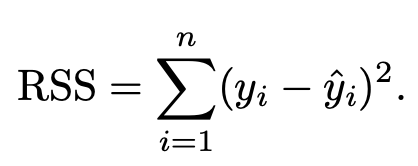 RSS = \sum_{i=1}^{n} (y_i - \hat{y}_i)^2.